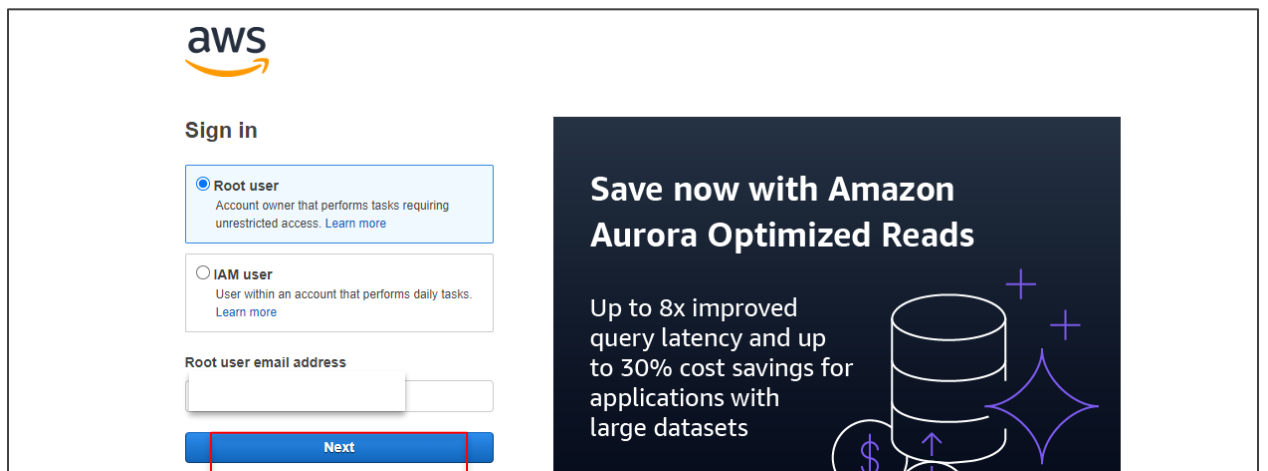 aws
Sign in
Root user
Account owner that performs tasks requiring
unrestricted access. Learn more
IAM user
User within an account that performs daily tasks.
Learn more
Root user email address
Next
Save now with Amazon
Aurora Optimized Reads
Up to 8x improved
query latency and up
to 30% cost savings for
applications with
large datasets
$